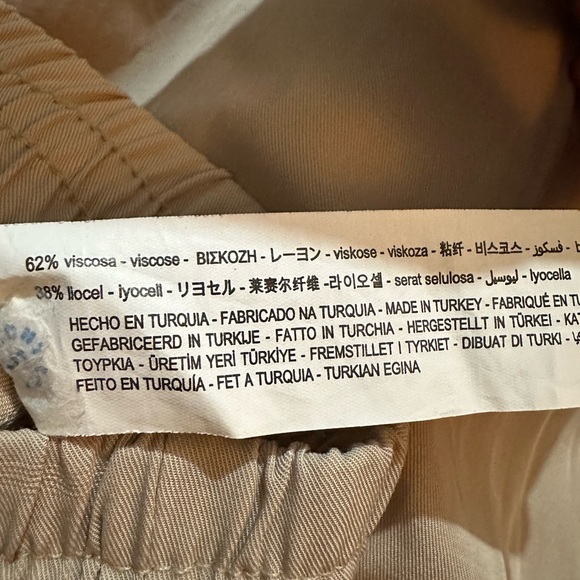 62% viscosa - viscose - ΒΙΣΚΟΖΗ - レーヨン - viskose - viskoza - 粘纤 - 비스코스 - فسكوز -
38% liocel - lyocell - リヨセル - 莱赛尔纤维 -라이오셀 - serat selulosa - ليوسيل - lyocella
HECHO EN TURQUIA - FABRICADO NA TURQUIA - MADE IN TURKEY - FABRIQUÉ EN
GEFABRICEERD IN TURKIJE - FATTO IN TURCHIA - HERGESTELLT IN TÜRKEI -
ΤΟΥΡΚΙΑ - ÜRETİM YERİ TÜRKİYE - FREMSTILLET I TYRKIET - DIBUAT DI TURKI -
FEITO EN TURQUÍA - FET A TURQUIA - TURKIAN EGINA